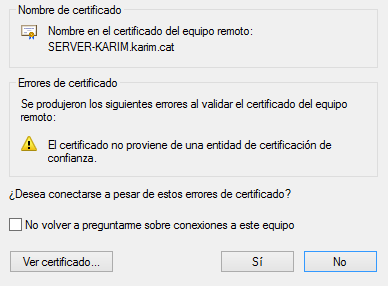 Nombre de certificado
Nombre en el certificado del equipo remoto:
SERVER-KARIM.karim.cat
Errores de certificado
Se produjeron los siguientes errores al validar el certificado del equipo
remoto:
El certificado no proviene de una entidad de certificación de
confianza.
¿Desea conectarse a pesar de estos errores de certificado?
No volver a preguntarme sobre conexiones a este equipo
Ver certificado... Sí No